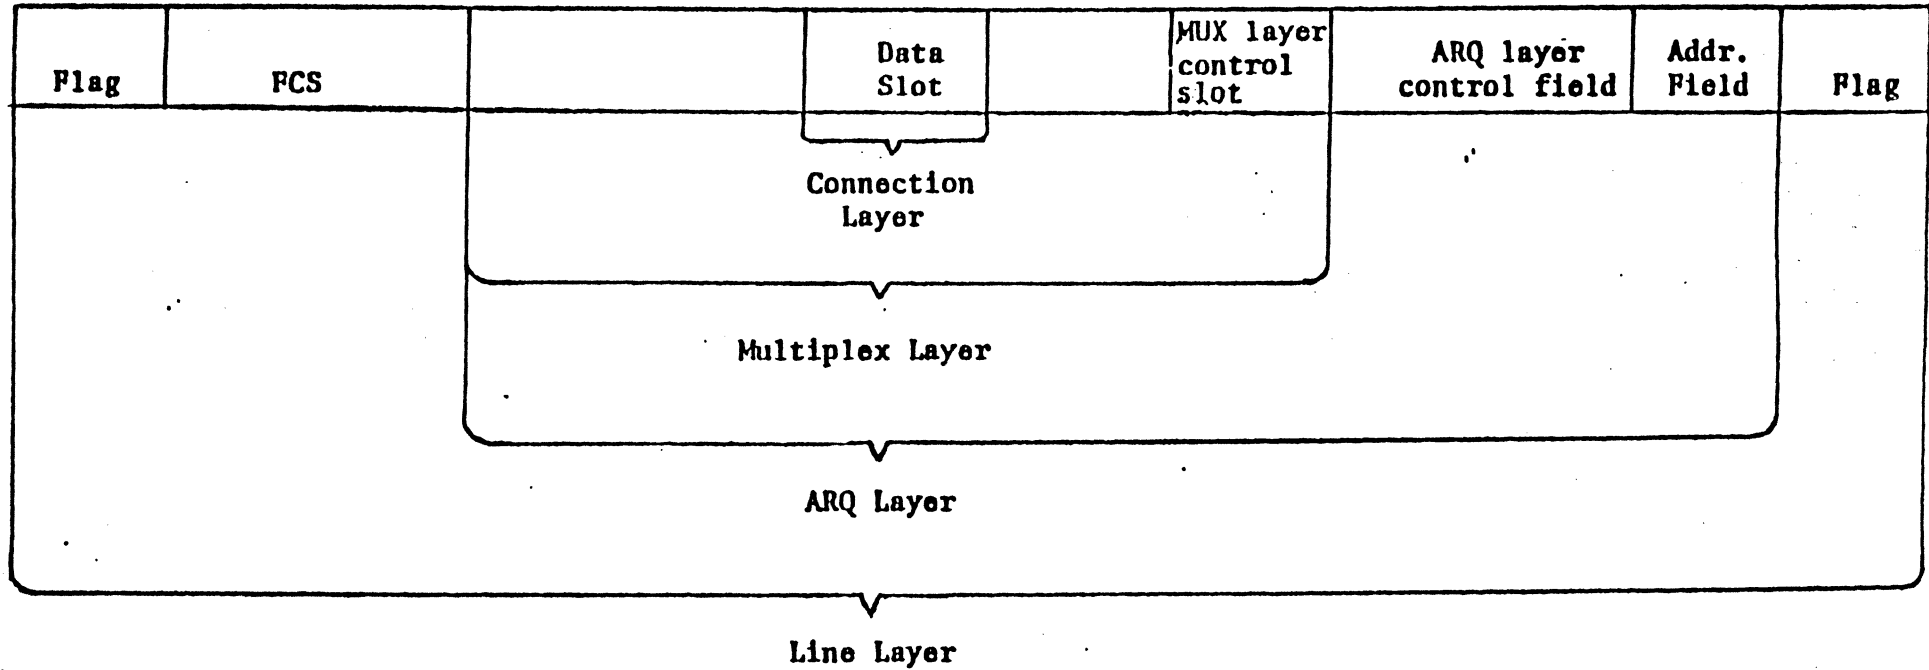 Flag
FCS
Data
Slot
MUX layer
control
slot
ARQ layer
control field
Addr.
Field
Flag
Connection
Layer
Multiplex Layer
ARQ Layer
Line Layer